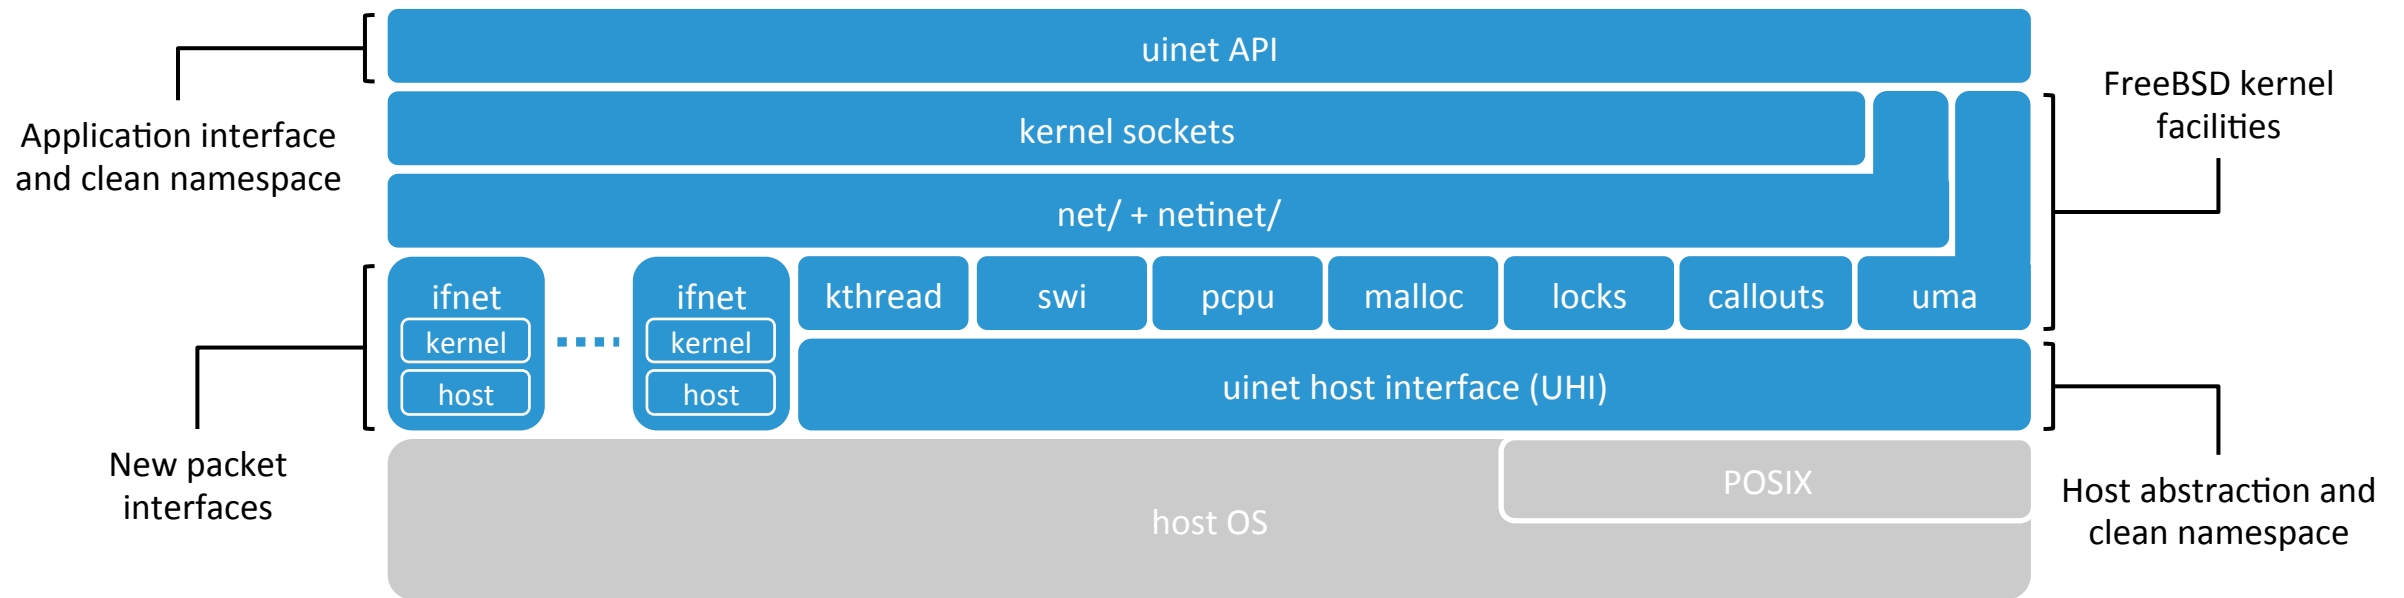 uinet API
Application interface
and clean namespace
kernel sockets
FreeBSD kernel
facilities
net/ + netinet/
ifnet
kernel
host
ifnet
kernel
host
kthread
swi
pcpu
malloc
locks
callouts
uma
uinet host interface (UHI)
New packet
interfaces
POSIX
host OS
Host abstraction and
clean namespace